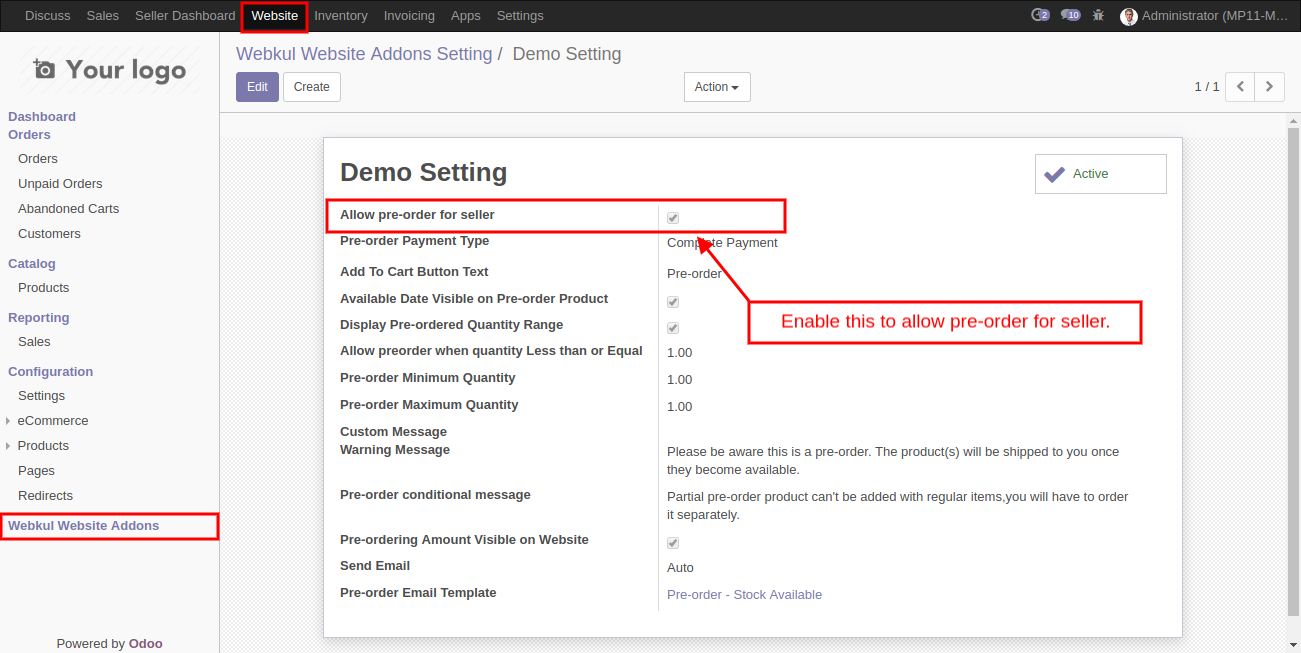 Discuss Sales Seller Dashboard Website Inventory Invoicing Apps Settings 2 10 Administrator (MP11-M...
Your logo
Webkul Website Addons Setting / Demo Setting
Edit Create Action 1 / 1
Dashboard
Orders
Orders
Unpaid Orders
Abandoned Carts
Customers
Catalog
Products
Reporting
Sales
Configuration
Settings
eCommerce
Products
Pages
Redirects
Webkul Website Addons
Powered by Odoo
Demo Setting
Active
Allow pre-order for seller
Pre-order Payment Type Complete Payment
Add To Cart Button Text Pre-order
Available Date Visible on Pre-order Product
Display Pre-ordered Quantity Range
Enable this to allow pre-order for seller.
Allow preorder when quantity Less than or Equal 1.00
Pre-order Minimum Quantity 1.00
Pre-order Maximum Quantity 1.00
Custom Message
Warning Message Please be aware this is a pre-order. The product(s) will be shipped to you once
they become available.
Pre-order conditional message Partial pre-order product can't be added with regular items,you will have to order
it separately.
Pre-ordering Amount Visible on Website
Send Email Auto
Pre-order Email Template Pre-order - Stock Available